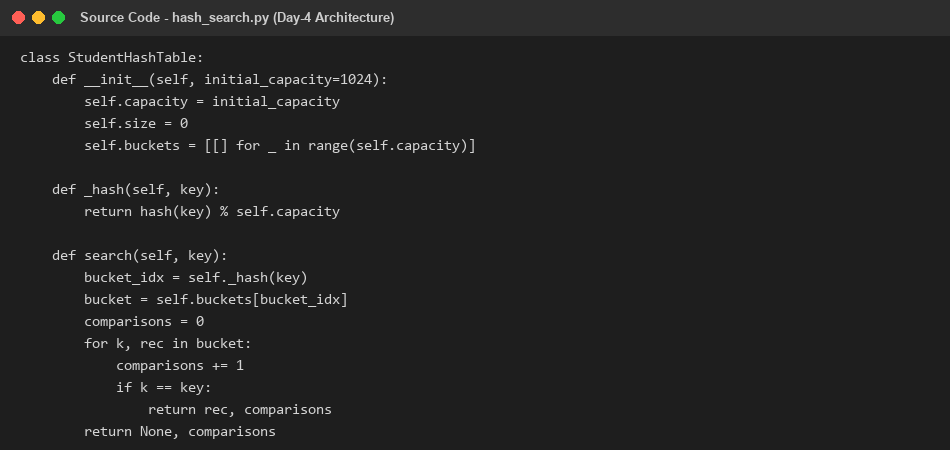 Source Code - hash_search.py (Day-4 Architecture)
class StudentHashTable:
    def __init__(self, initial_capacity=1024):
        self.capacity = initial_capacity
        self.size = 0
        self.buckets = [[] for _ in range(self.capacity)]

    def _hash(self, key):
        return hash(key) % self.capacity

    def search(self, key):
        bucket_idx = self._hash(key)
        bucket = self.buckets[bucket_idx]
        comparisons = 0
        for k, rec in bucket:
            comparisons += 1
            if k == key:
                return rec, comparisons
        return None, comparisons